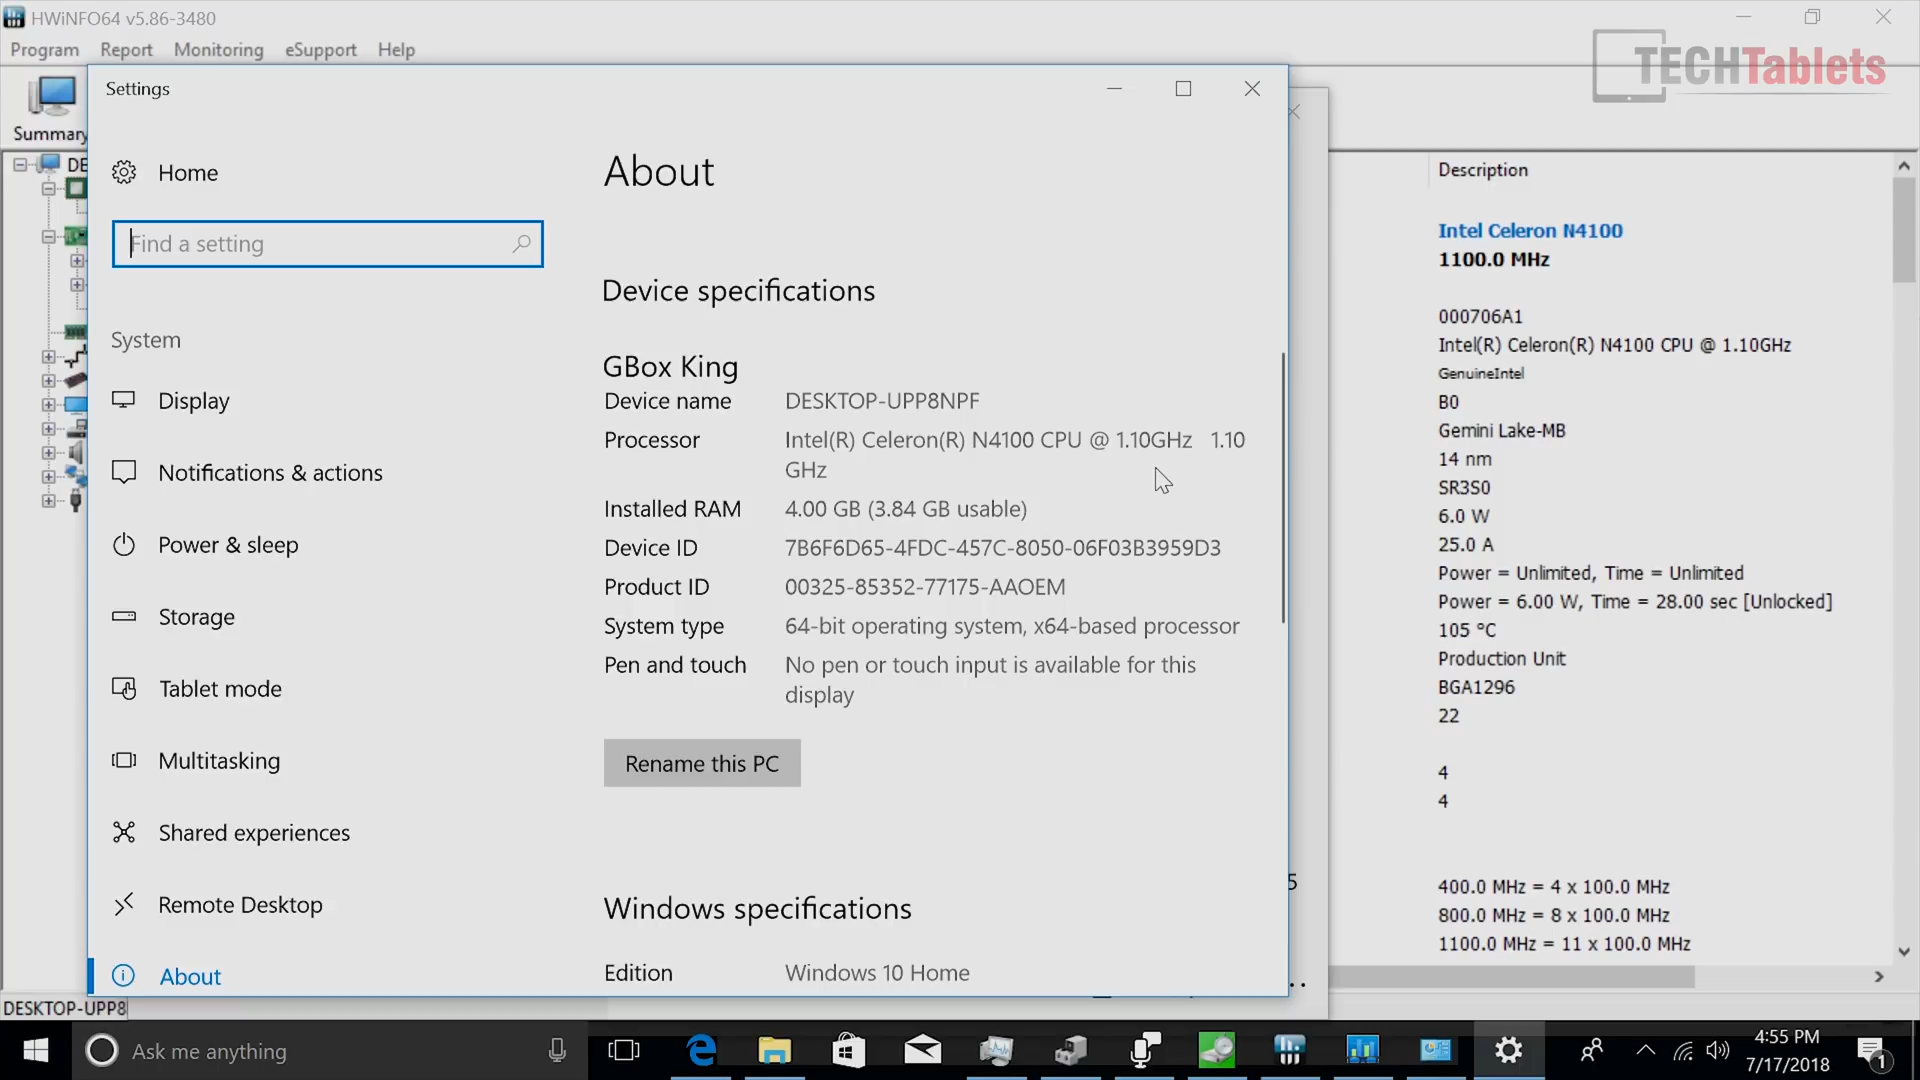 HWiNFO64 v5.86-3480
Program Report Monitoring eSupport Help
TECHTablets
Summary
DE
Settings
Home
Find a setting
System
Display
Notifications & actions
Power & sleep
Storage
Tablet mode
Multitasking
Shared experiences
Remote Desktop
About
About
Device specifications
GBox King
Device name DESKTOP-UPP8NPF
Processor Intel(R) Celeron(R) N4100 CPU @ 1.10GHz 1.10
GHz
Installed RAM 4.00 GB (3.84 GB usable)
Device ID 7B6F6D65-4FDC-457C-8050-06F03B3959D3
Product ID 00325-85352-77175-AAOEM
System type 64-bit operating system, x64-based processor
Pen and touch No pen or touch input is available for this
display
Rename this PC
Windows specifications
Edition Windows 10 Home
5
Description
Intel Celeron N4100
1100.0 MHz
000706A1
Intel(R) Celeron(R) N4100 CPU @ 1.10GHz
GenuineIntel
B0
Gemini Lake-MB
14 nm
SR3S0
6.0 W
25.0 A
Power = Unlimited, Time = Unlimited
Power = 6.00 W, Time = 28.00 sec [Unlocked]
105 °C
Production Unit
BGA1296
22
4
4
400.0 MHz = 4 x 100.0 MHz
800.0 MHz = 8 x 100.0 MHz
1100.0 MHz = 11 x 100.0 MHz
DESKTOP-UPP8
Ask me anything
4:55 PM
7/17/2018
1